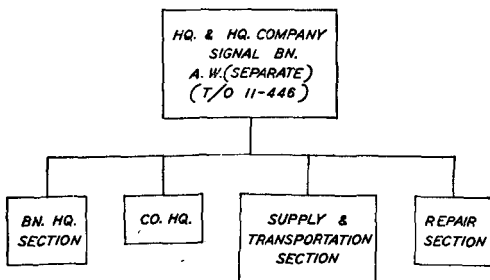 HQ. & HQ. COMPANY
SIGNAL BN.
A.W.(SEPARATE)
(T/O 11-446)
BN. HQ.
SECTION
CO. HQ.
SUPPLY &
TRANSPORTATION
SECTION
REPAIR
SECTION